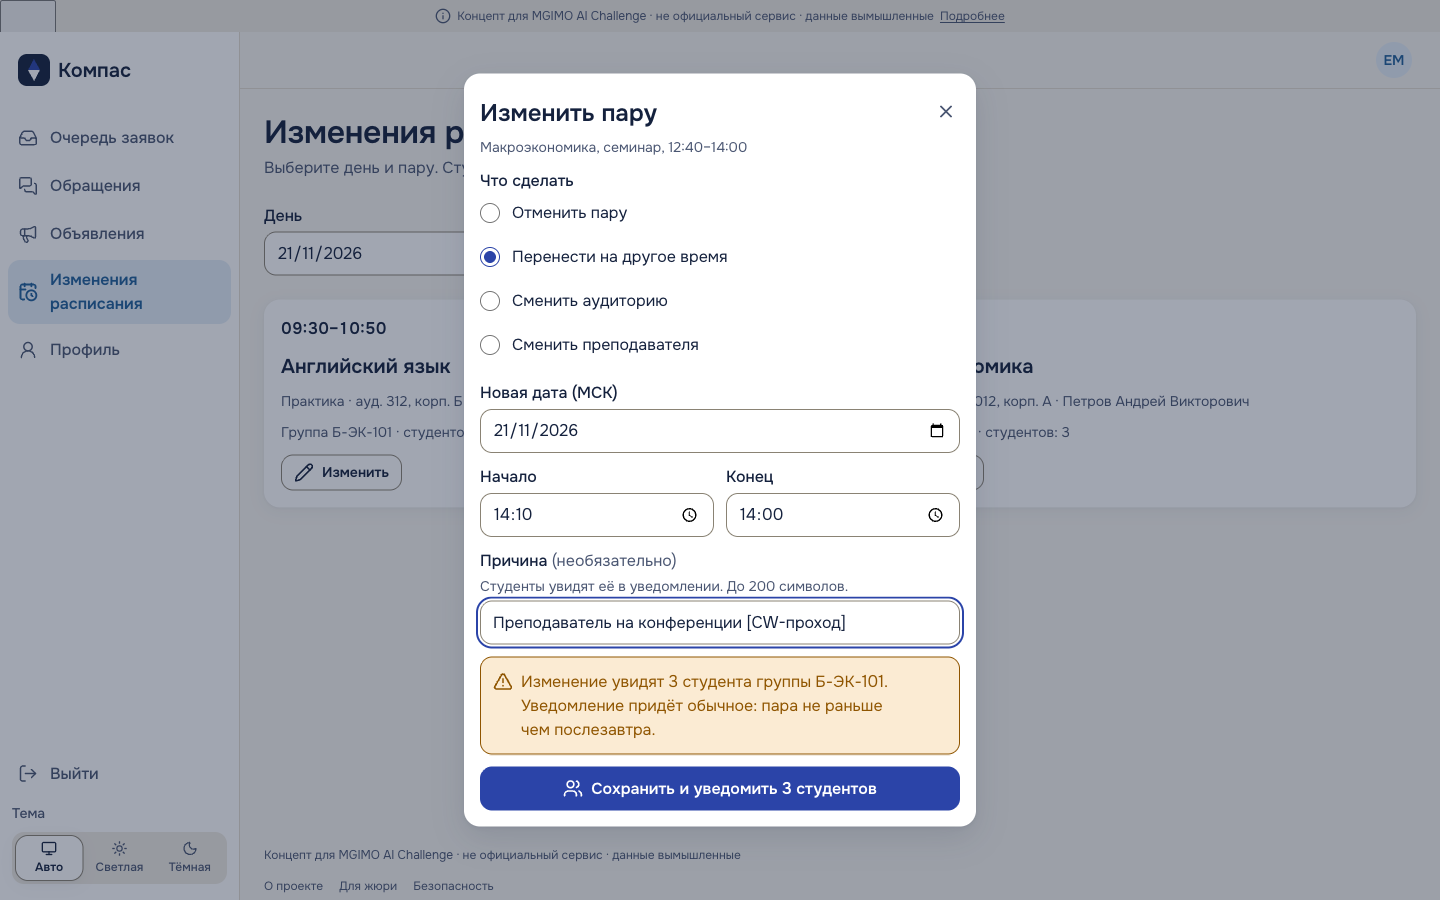 Концепт для MGIMO AI Challenge · не официальный сервис · данные вымышленные Подробнее
Компас
EM
Очередь заявок
Обращения
Объявления
Изменения
расписания
Профиль
Выйти
Тема
Авто
Светлая
Тёмная
Изменения р
Выберите день и пару. Сту
День
21/11/2026
09:30–10:50
Английский язык
Практика · ауд. 312, корп. Б
Группа Б-ЭК-101 · студенто
Изменить
омика
012, корп. А · Петров Андрей Викторович
· студентов: 3
Изменить пару
Макроэкономика, семинар, 12:40–14:00
Что сделать
Отменить пару
Перенести на другое время
Сменить аудиторию
Сменить преподавателя
Новая дата (МСК)
21/11/2026
Начало
Конец
14:10
14:00
Причина (необязательно)
Студенты увидят её в уведомлении. До 200 символов.
Преподаватель на конференции [CW-проход]
Изменение увидят 3 студента группы Б-ЭК-101.
Уведомление придёт обычное: пара не раньше
чем послезавтра.
Сохранить и уведомить 3 студентов
Концепт для MGIMO AI Challenge · не официальный сервис · данные вымышленные
О проекте
Для жюри
Безопасность